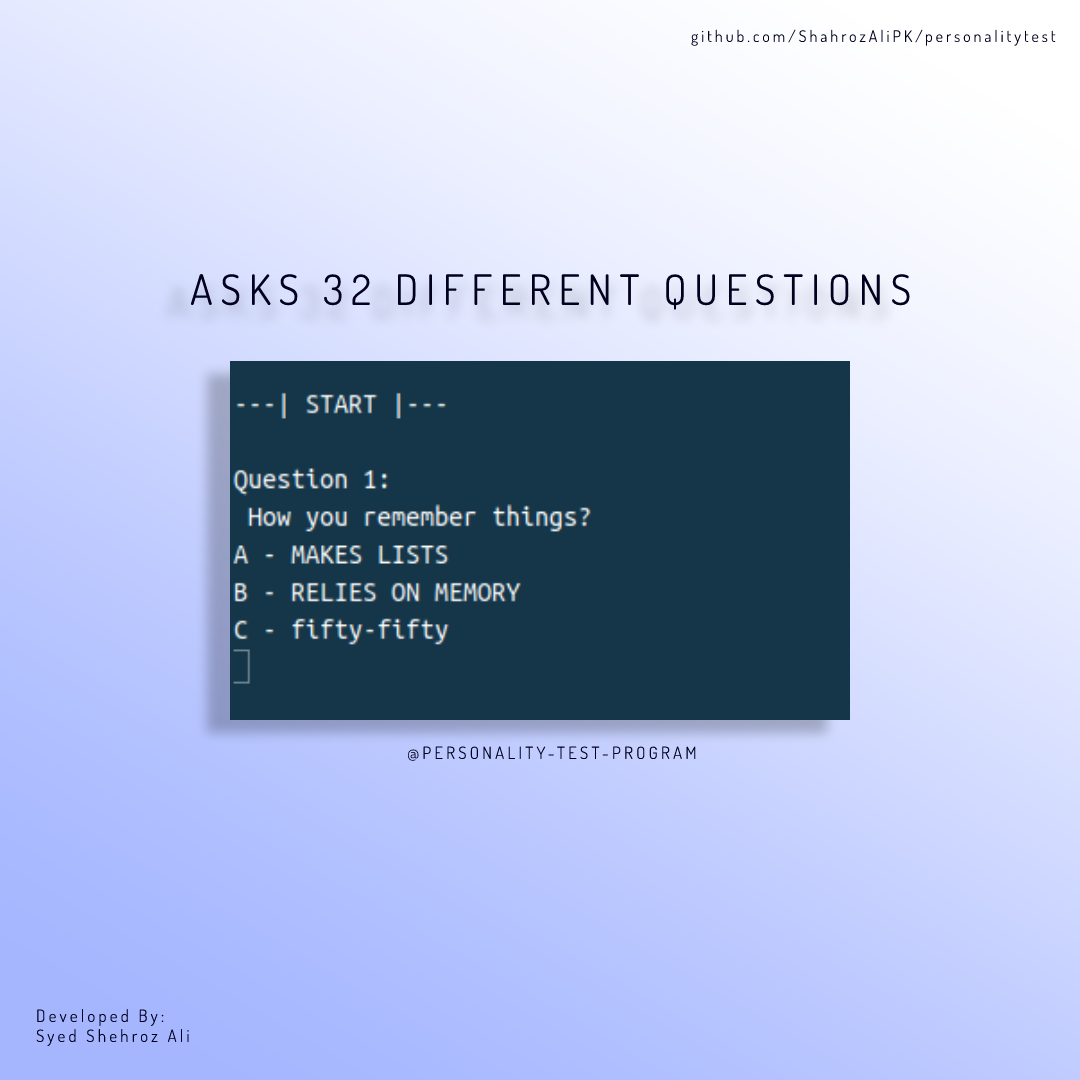 github.com/ShahrozAliPK/personalitytest
ASKS 32 DIFFERENT QUESTIONS
---| START |---
Question 1:
How you remember things?
A - MAKES LISTS
B - RELIES ON MEMORY
C - fifty-fifty
@PERSONALITY-TEST-PROGRAM
Developed By:
Syed Shehroz Ali